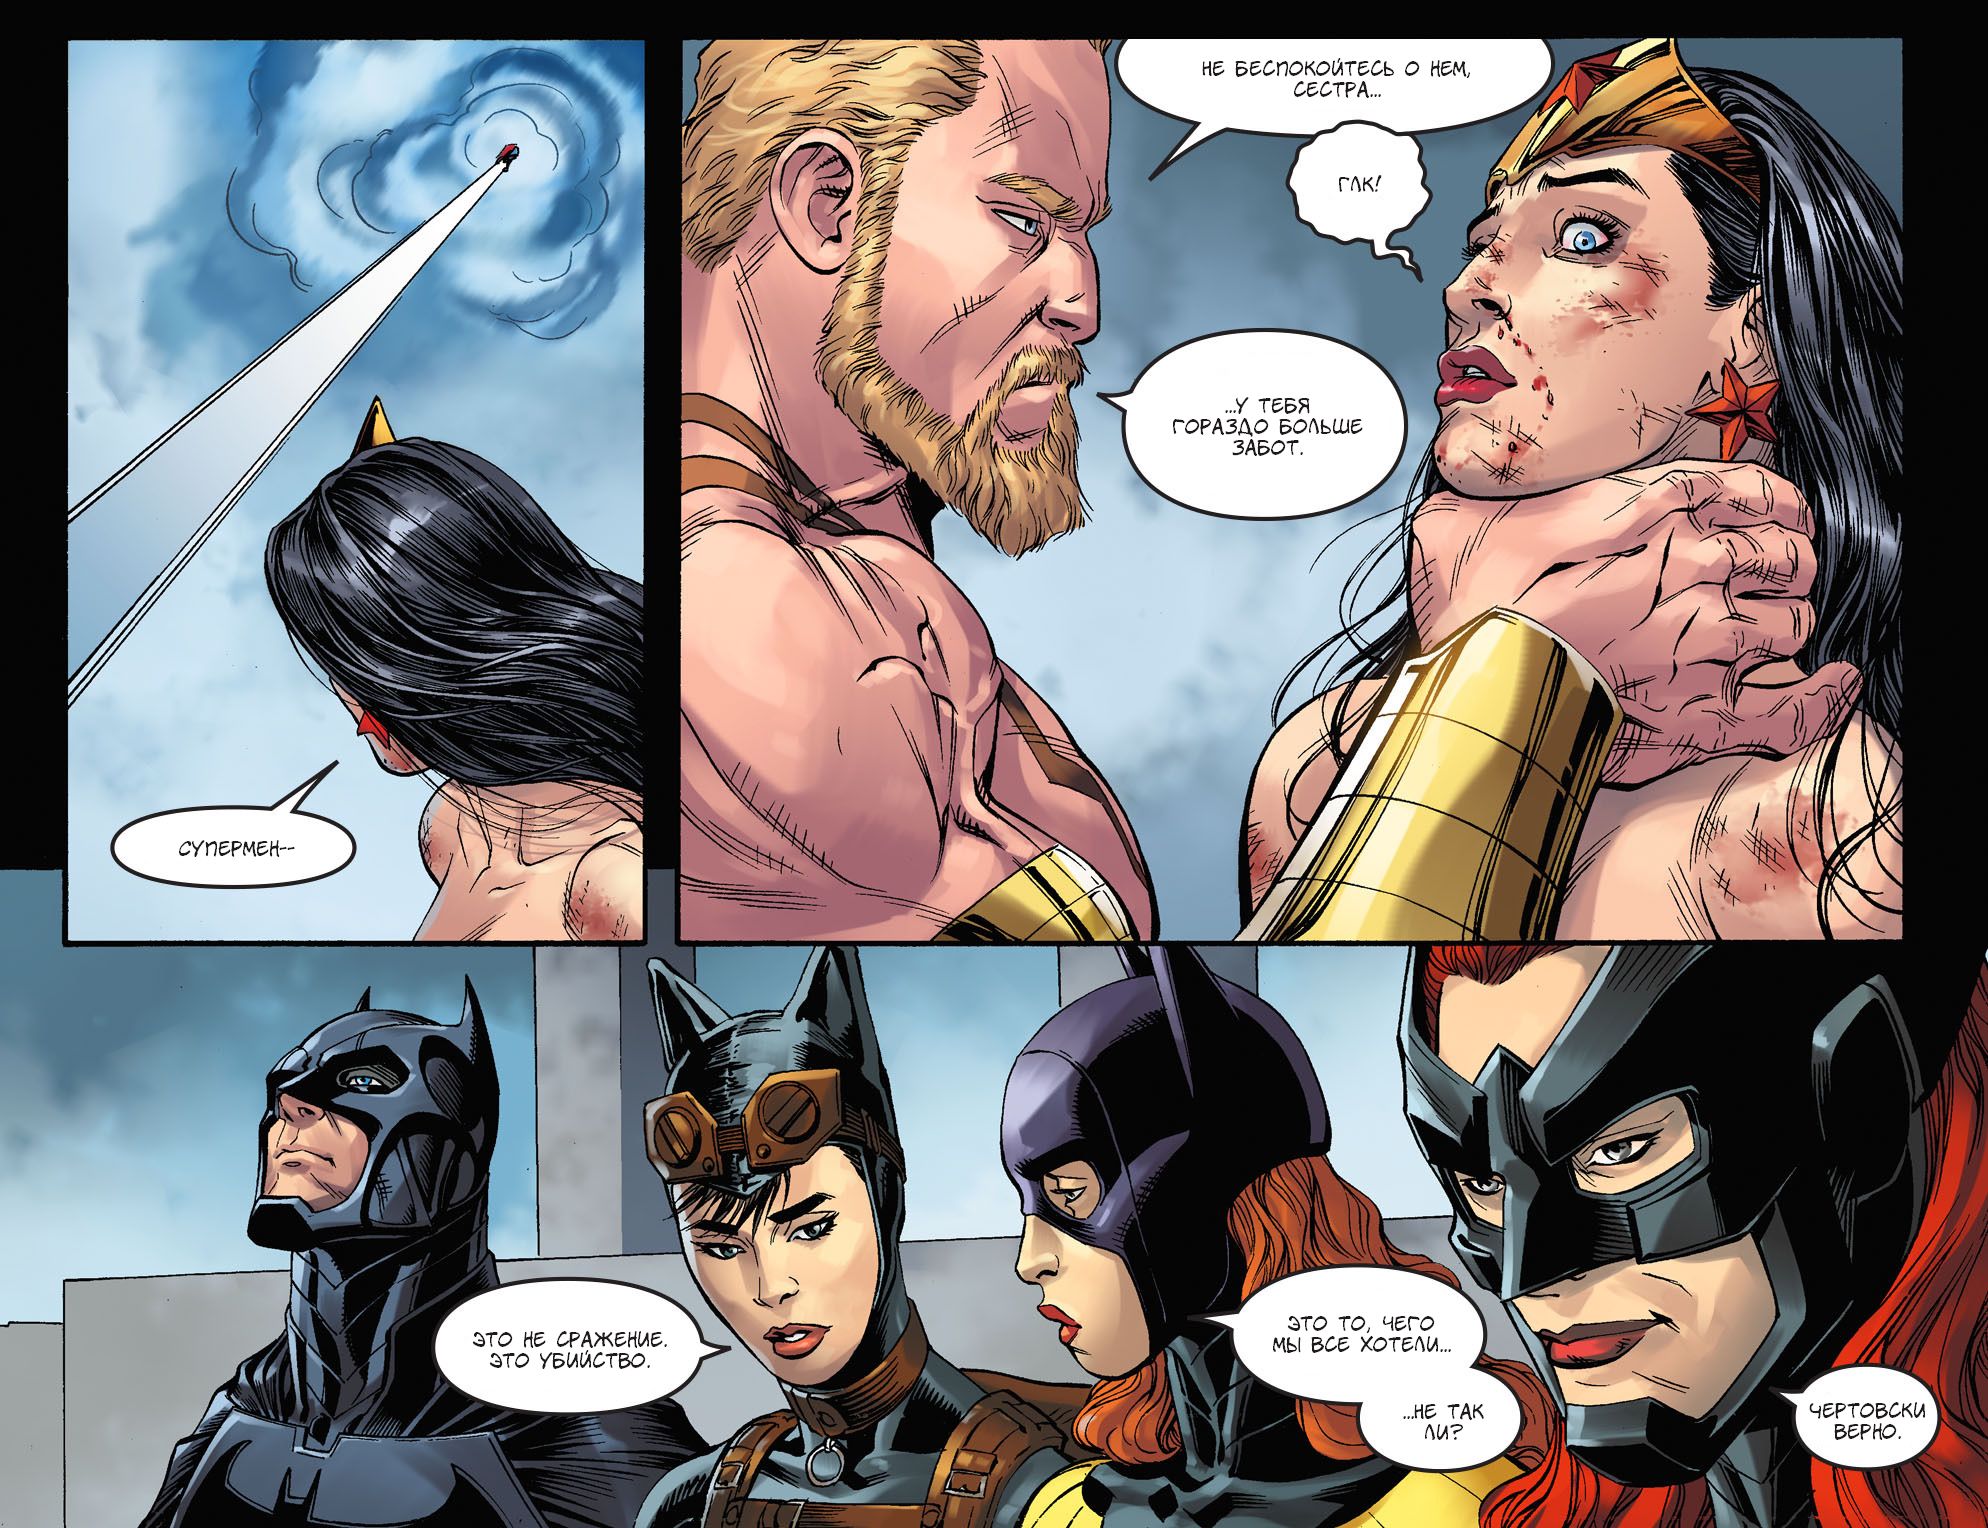 СУПЕРМЕН--
НЕ БЕСПОКОЙТЕСЬ О НЕМ,
СЕСТРА...
ГЛК!
...У ТЕБЯ
ГОРАЗДО БОЛЬШЕ
ЗАБОТ.
ЭТО НЕ СРАЖЕНИЕ.
ЭТО УБИЙСТВО.
ЭТО ТО, ЧЕГО
МЫ ВСЕ ХОТЕЛИ...
...НЕ ТАК
ЛИ?
ЧЕРТОВСКИ
ВЕРНО.